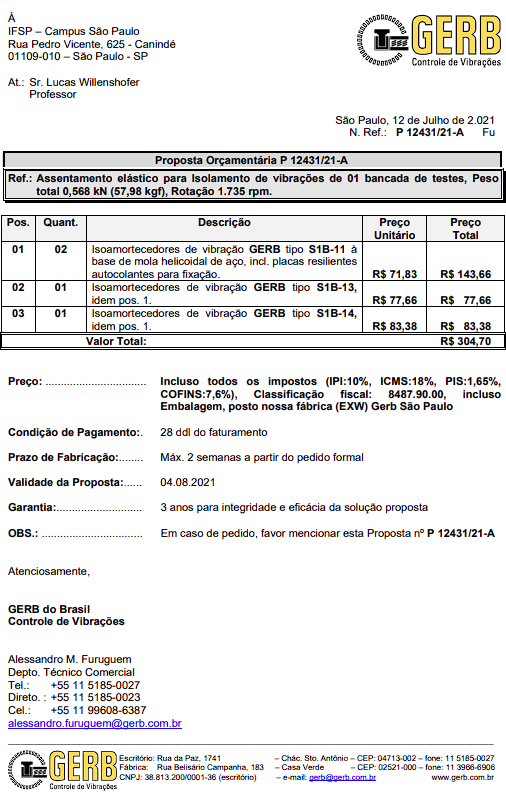 À
IFSP – Campus São Paulo
Rua Pedro Vicente, 625 - Canindé
01109-010 – São Paulo - SP
GERB
Controle de Vibrações
At.: Sr. Lucas Willenshofer
Professor
São Paulo, 12 de Julho de 2.021
N. Ref.: P 12431/21-A Fu
Proposta Orçamentária P 12431/21-A
Ref.: Assentamento elástico para Isolamento de vibrações de 01 bancada de testes, Peso
total 0,568 kN (57,98 kgf), Rotação 1.735 rpm.
Pos. Quant. Descrição Preço Unitário Preço Total
01 02 Isoamortecedores de vibração GERB tipo S1B-11 à
base de mola helicoidal de aço, incl. placas resilientes
autocolantes para fixação. R$ 71,83 R$ 143,66
02 01 Isoamortecedores de vibração GERB tipo S1B-13,
idem pos. 1. R$ 77,66 R$ 77,66
03 01 Isoamortecedores de vibração GERB tipo S1B-14,
idem pos. 1. R$ 83,38 R$ 83,38
Valor Total: R$ 304,70
Preço: ................................. Incluso todos os impostos (IPI:10%, ICMS:18%, PIS:1,65%,
COFINS:7,6%), Classificação fiscal: 8487.90.00, incluso
Embalagem, posto nossa fábrica (EXW) Gerb São Paulo
Condição de Pagamento:. 28 ddl do faturamento
Prazo de Fabricação:........ Máx. 2 semanas a partir do pedido formal
Validade da Proposta:...... 04.08.2021
Garantia:............................ 3 anos para integridade e eficácia da solução proposta
OBS.: ................................. Em caso de pedido, favor mencionar esta Proposta nº P 12431/21-A
Atenciosamente,
GERB do Brasil
Controle de Vibrações
Alessandro M. Furuguem
Depto. Técnico Comercial
Tel.: +55 11 5185-0027
Direto. : +55 11 5185-0023
Cel.: +55 11 99608-6387
alessandro.furuguem@gerb.com.br
GERB
Controle de Vibrações
Escritório: Rua da Paz, 1741 – Chác. Sto. Antônio – CEP: 04713-002 – fone: 11 5185-0027
Fábrica: Rua Belisário Campanha, 183 – Casa Verde – CEP: 02521-000 – fone: 11 3966-6906
CNPJ: 38.813.200/0001-36 (escritório) – e-mail: gerb@gerb.com.br www.gerb.com.br